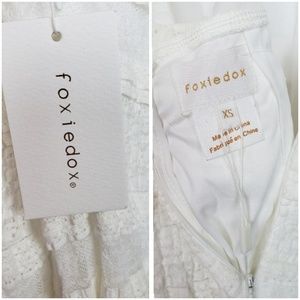 foxiedox®
Foxiedox
XS
Made in China
Fabriqué en Chine